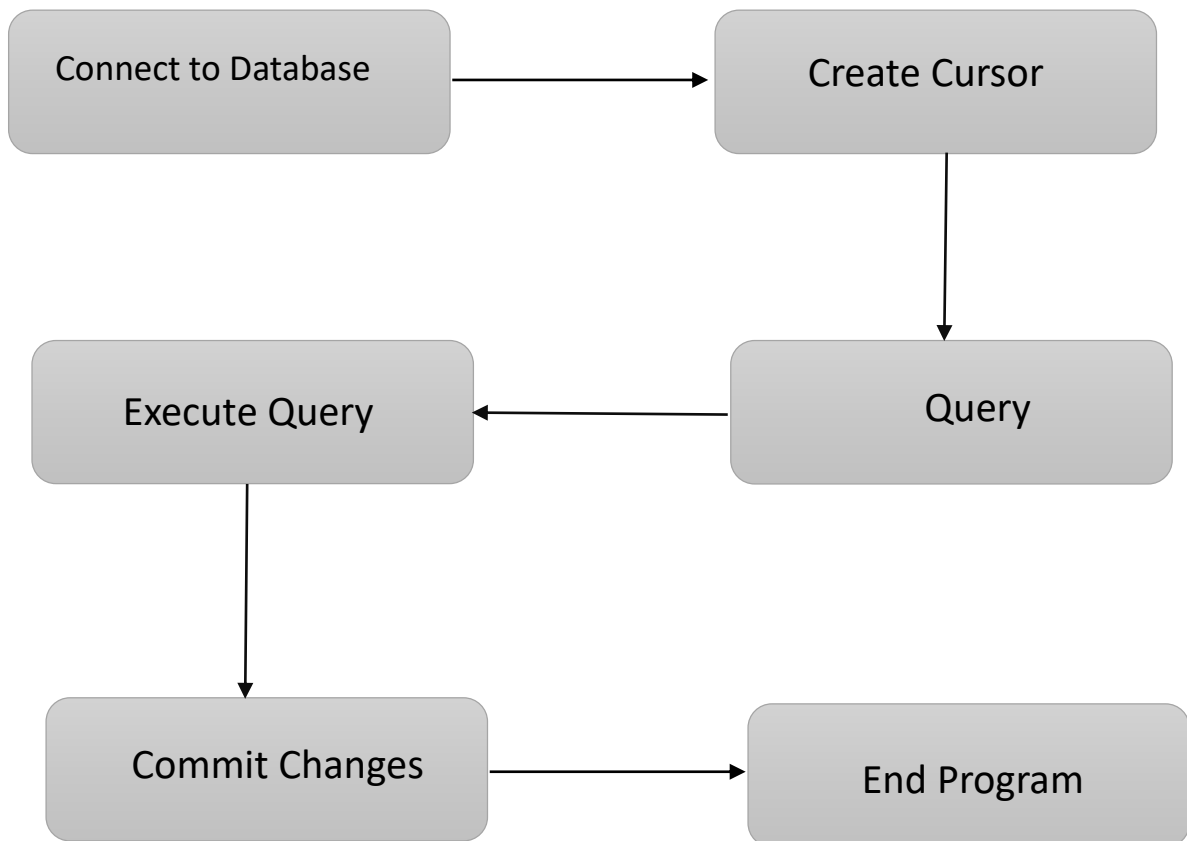 Connect to Database
Create Cursor
Query
Execute Query
Commit Changes
End Program